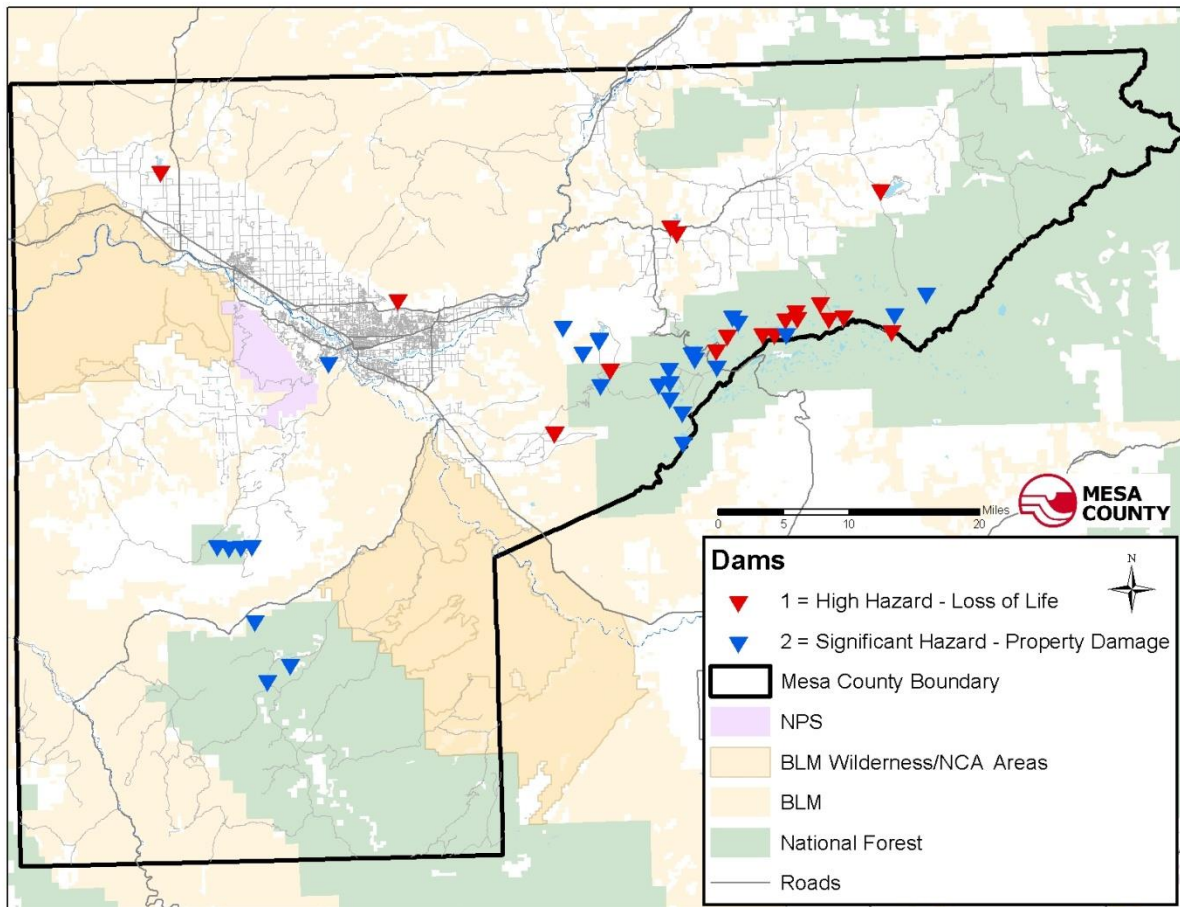 MESA
COUNTY
Miles
0 5 10 20
Dams
N
1 = High Hazard - Loss of Life
2 = Significant Hazard - Property Damage
Mesa County Boundary
NPS
BLM Wilderness/NCA Areas
BLM
National Forest
Roads